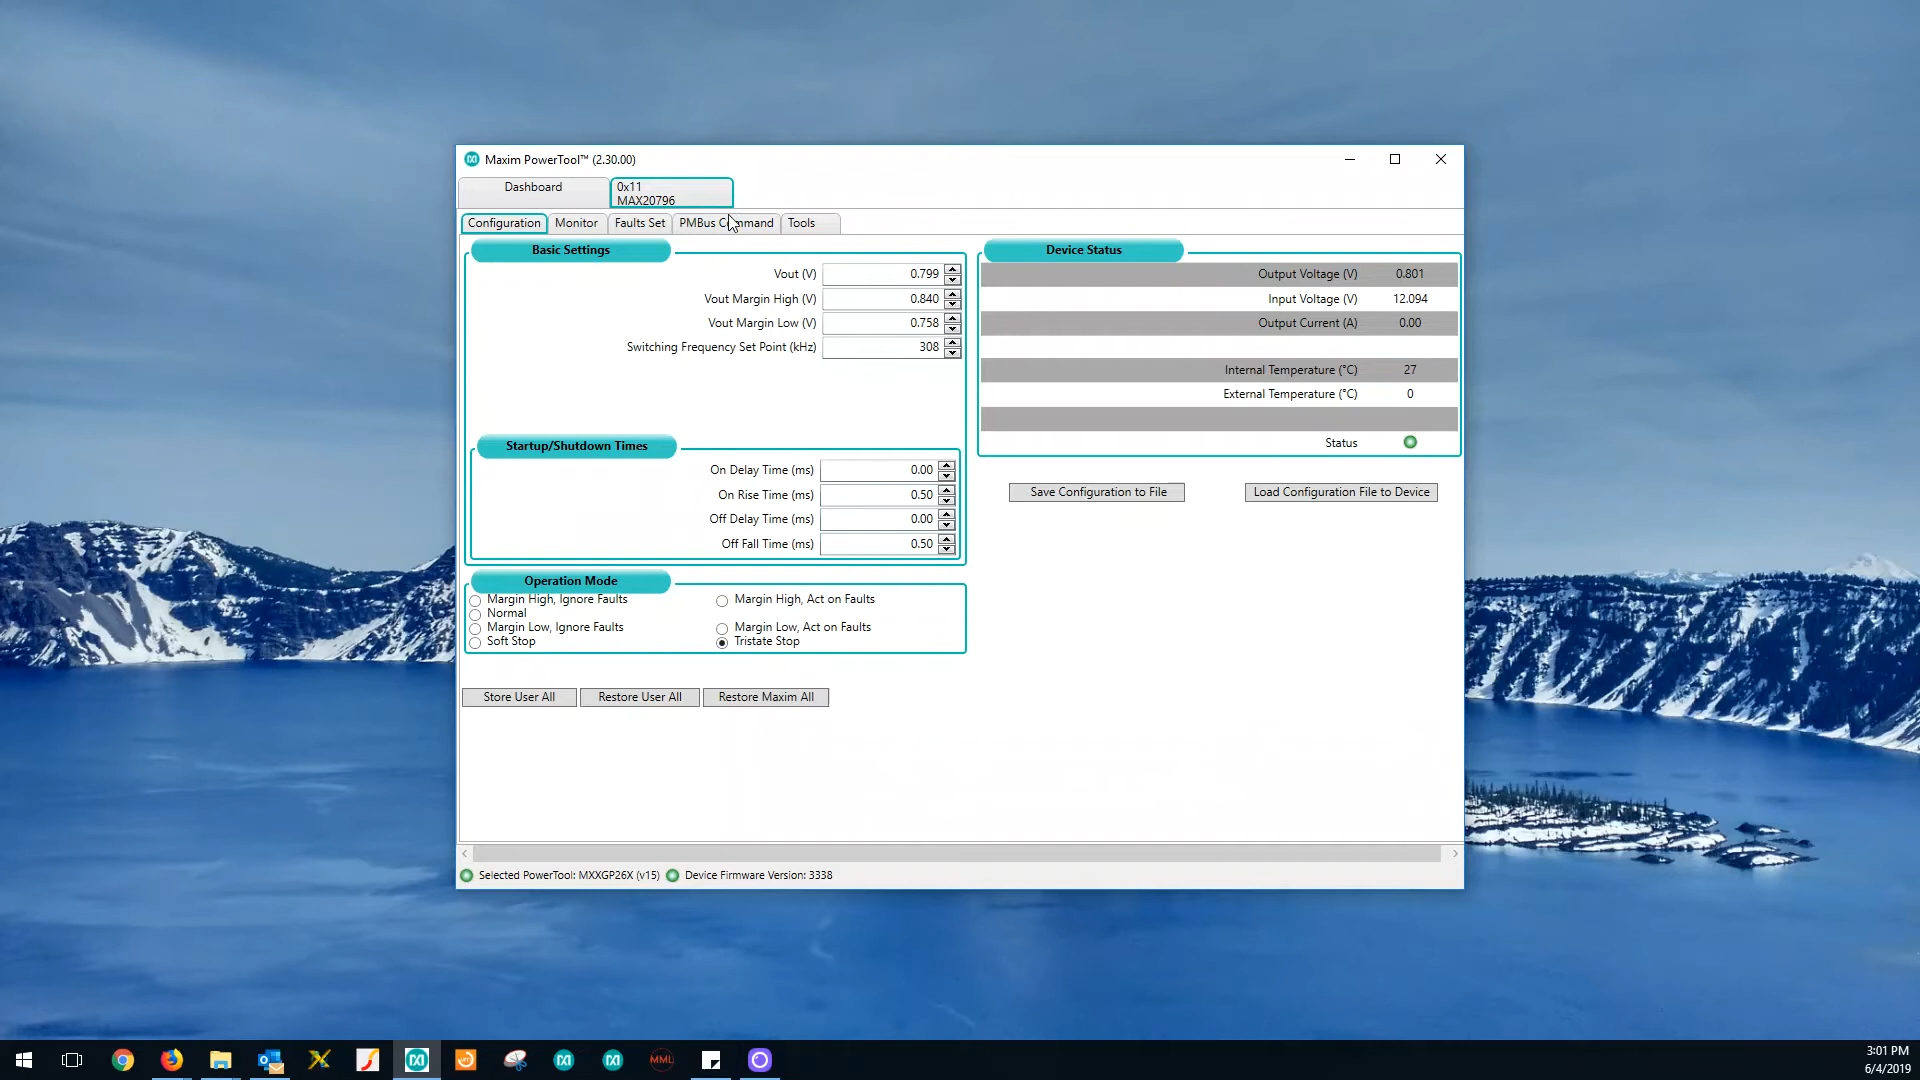 Maxim PowerTool™ (2.30.00)
Dashboard
0x11
MAX20796
Configuration Monitor Faults Set PMBus Command Tools
Basic Settings
Vout (V) 0.799
Vout Margin High (V) 0.840
Vout Margin Low (V) 0.758
Switching Frequency Set Point (kHz) 308
Startup/Shutdown Times
On Delay Time (ms) 0.00
On Rise Time (ms) 0.50
Off Delay Time (ms) 0.00
Off Fall Time (ms) 0.50
Operation Mode
Margin High, Ignore Faults Margin High, Act on Faults
Normal
Margin Low, Ignore Faults Margin Low, Act on Faults
Soft Stop Tristate Stop
Store User All Restore User All Restore Maxim All
Device Status
Output Voltage (V) 0.801
Input Voltage (V) 12.094
Output Current (A) 0.00
Internal Temperature (°C) 27
External Temperature (°C) 0
Status
Save Configuration to File Load Configuration File to Device
Selected PowerTool: MXXGP26X (v15) Device Firmware Version: 3338
MML
3:01 PM
6/4/2019